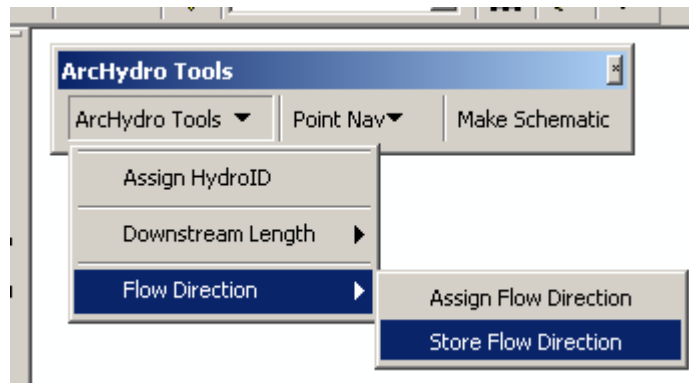 ArcHydro Tools
ArcHydro Tools Point Nav Make Schematic
Assign HydroID
Downstream Length
Flow Direction
Assign Flow Direction
Store Flow Direction